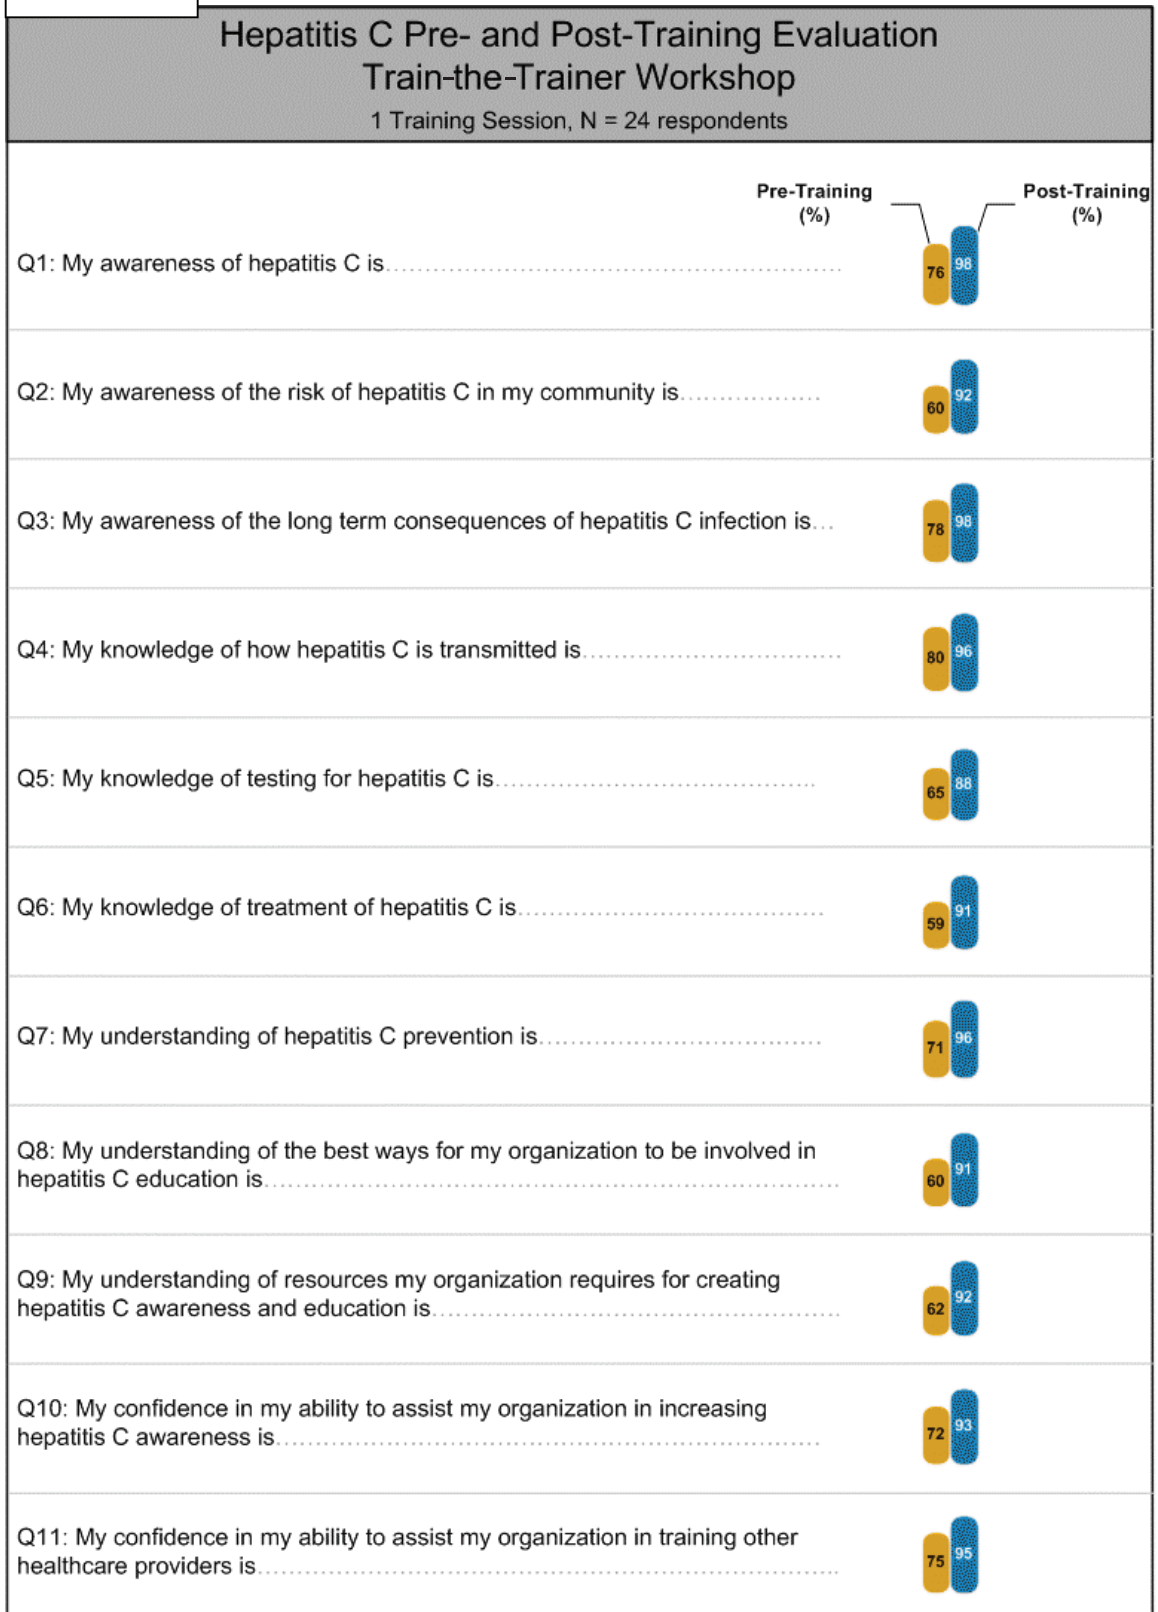 Hepatitis C Pre- and Post-Training Evaluation
Train-the-Trainer Workshop
1 Training Session, N = 24 respondents
Pre-Training (%)
Post-Training (%)
Q1: My awareness of hepatitis C is
76 98
Q2: My awareness of the risk of hepatitis C in my community is
60 92
Q3: My awareness of the long term consequences of hepatitis C infection is
78 98
Q4: My knowledge of how hepatitis C is transmitted is
80 96
Q5: My knowledge of testing for hepatitis C is
65 88
Q6: My knowledge of treatment of hepatitis C is
59 91
Q7: My understanding of hepatitis C prevention is
71 96
Q8: My understanding of the best ways for my organization to be involved in
hepatitis C education is
60 91
Q9: My understanding of resources my organization requires for creating
hepatitis C awareness and education is
62 92
Q10: My confidence in my ability to assist my organization in increasing
hepatitis C awareness is
72 93
Q11: My confidence in my ability to assist my organization in training other
healthcare providers is
75 95